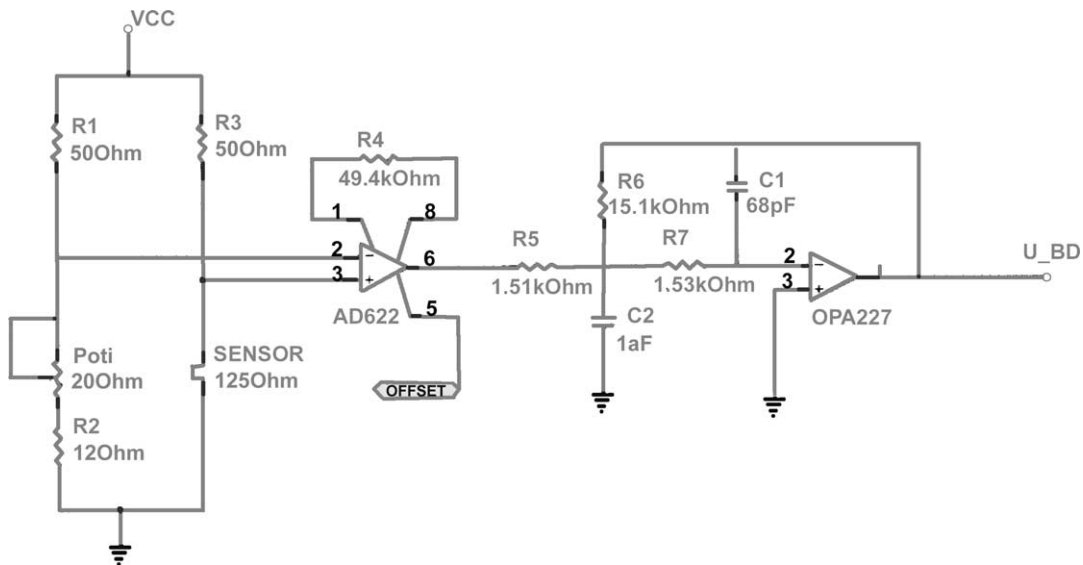 VCC
R1
50Ohm
R3
50Ohm
R4
49.4kOhm
1
8
2
3
6
5
AD622
OFFSET
R5
1.51kOhm
R6
15.1kOhm
C1
68pF
R7
1.53kOhm
2
3
OPA227
U_BD
C2
1aF
Poti
20Ohm
SENSOR
125Ohm
R2
12Ohm